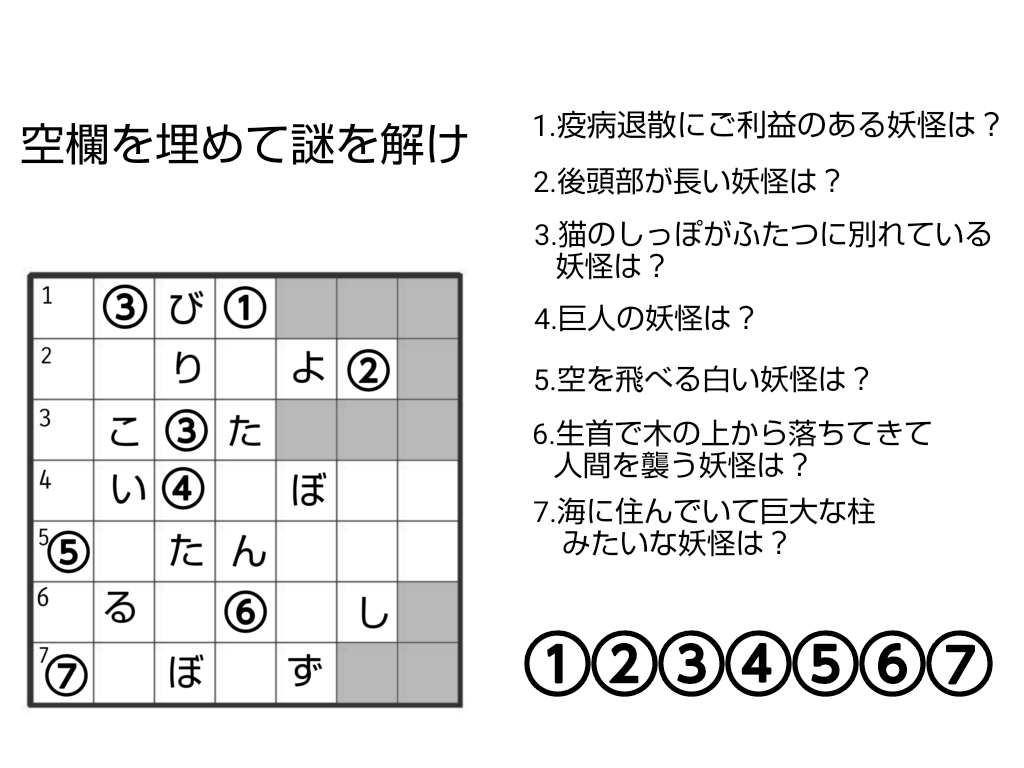 空欄を埋めて謎を解け
1 ③ び ①
2 り よ ②
3 こ ③ た
4 い ④ ぼ
5 ⑤ た ん
6 る ⑥ し
7 ⑦ ぼ ず
1.疫病退散にご利益のある妖怪は？
2.後頭部が長い妖怪は？
3.猫のしっぽがふたつに別れている
妖怪は？
4.巨人の妖怪は？
5.空を飛べる白い妖怪は？
6.生首で木の上から落ちてきて
人間を襲う妖怪は？
7.海に住んでいて巨大な柱
みたいな妖怪は？
①②③④⑤⑥⑦